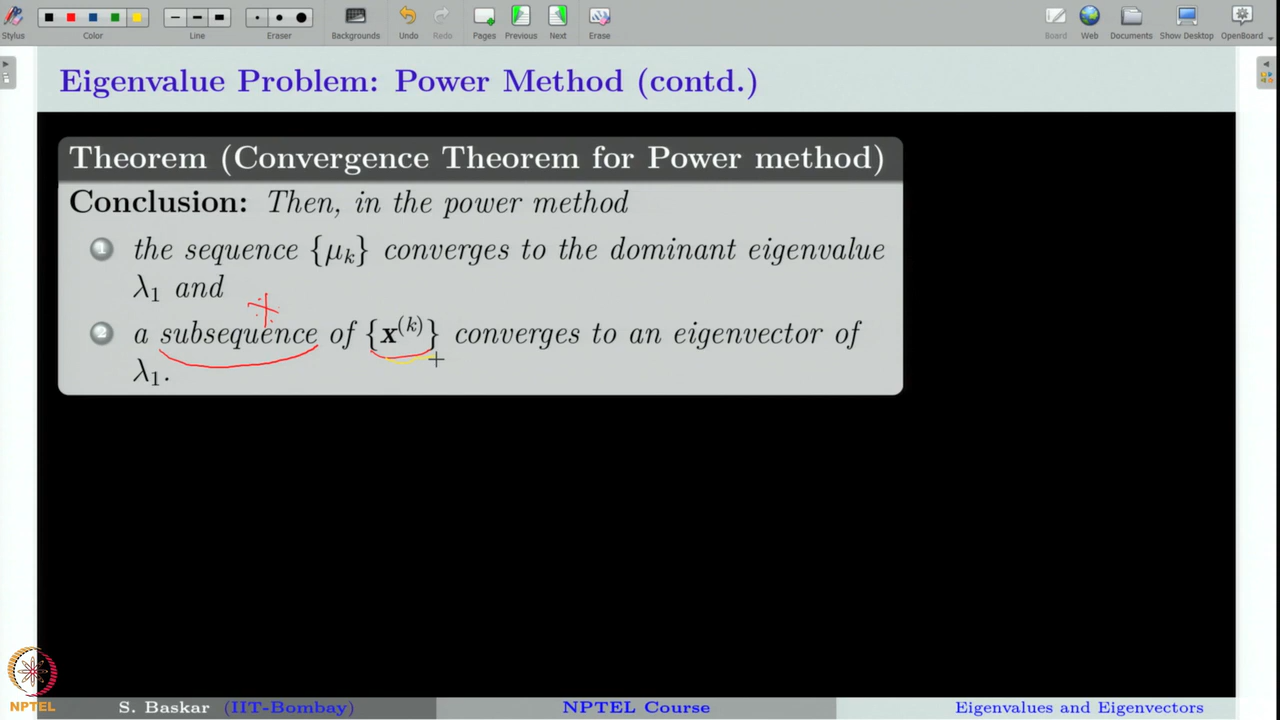 Stylus Color Line Eraser Backgrounds Undo Redo Pages Previous Next Erase Board Web Documents Show Desktop OpenBoard
Eigenvalue Problem: Power Method (contd.)
Theorem (Convergence Theorem for Power method)
Conclusion: Then, in the power method
1 the sequence {μₖ} converges to the dominant eigenvalue
λ₁ and
2 a subsequence of {x⁽ᵏ⁾} converges to an eigenvector of
λ₁.
NPTEL
S. Baskar (IIT-Bombay) NPTEL Course Eigenvalues and Eigenvectors